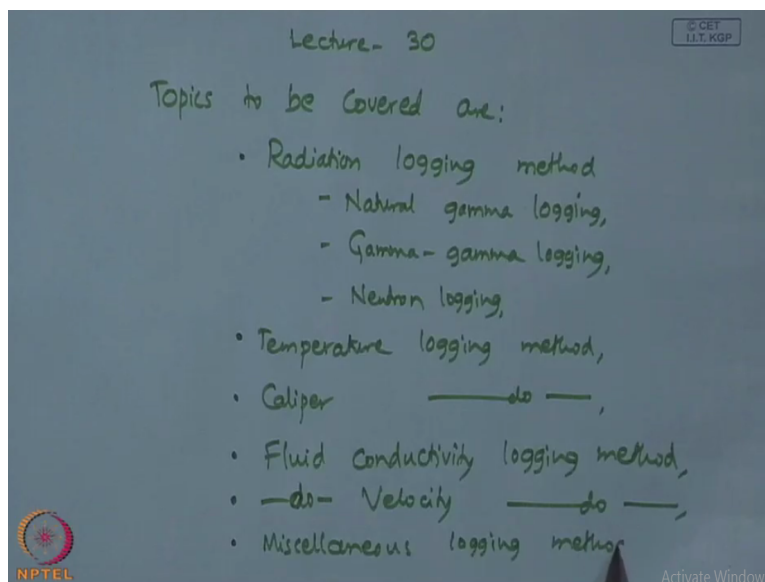 Lecture - 30
© CET
I.I.T. KGP
Topics to be Covered are:
• Radiation logging method
- Natural gamma logging,
- Gamma - gamma logging,
- Neutron logging,
• Temperature logging method,
• Caliper —do—,
• Fluid Conductivity logging method,
• —do— Velocity —do—,
• Miscellaneous logging metho
NPTEL
Activate Window